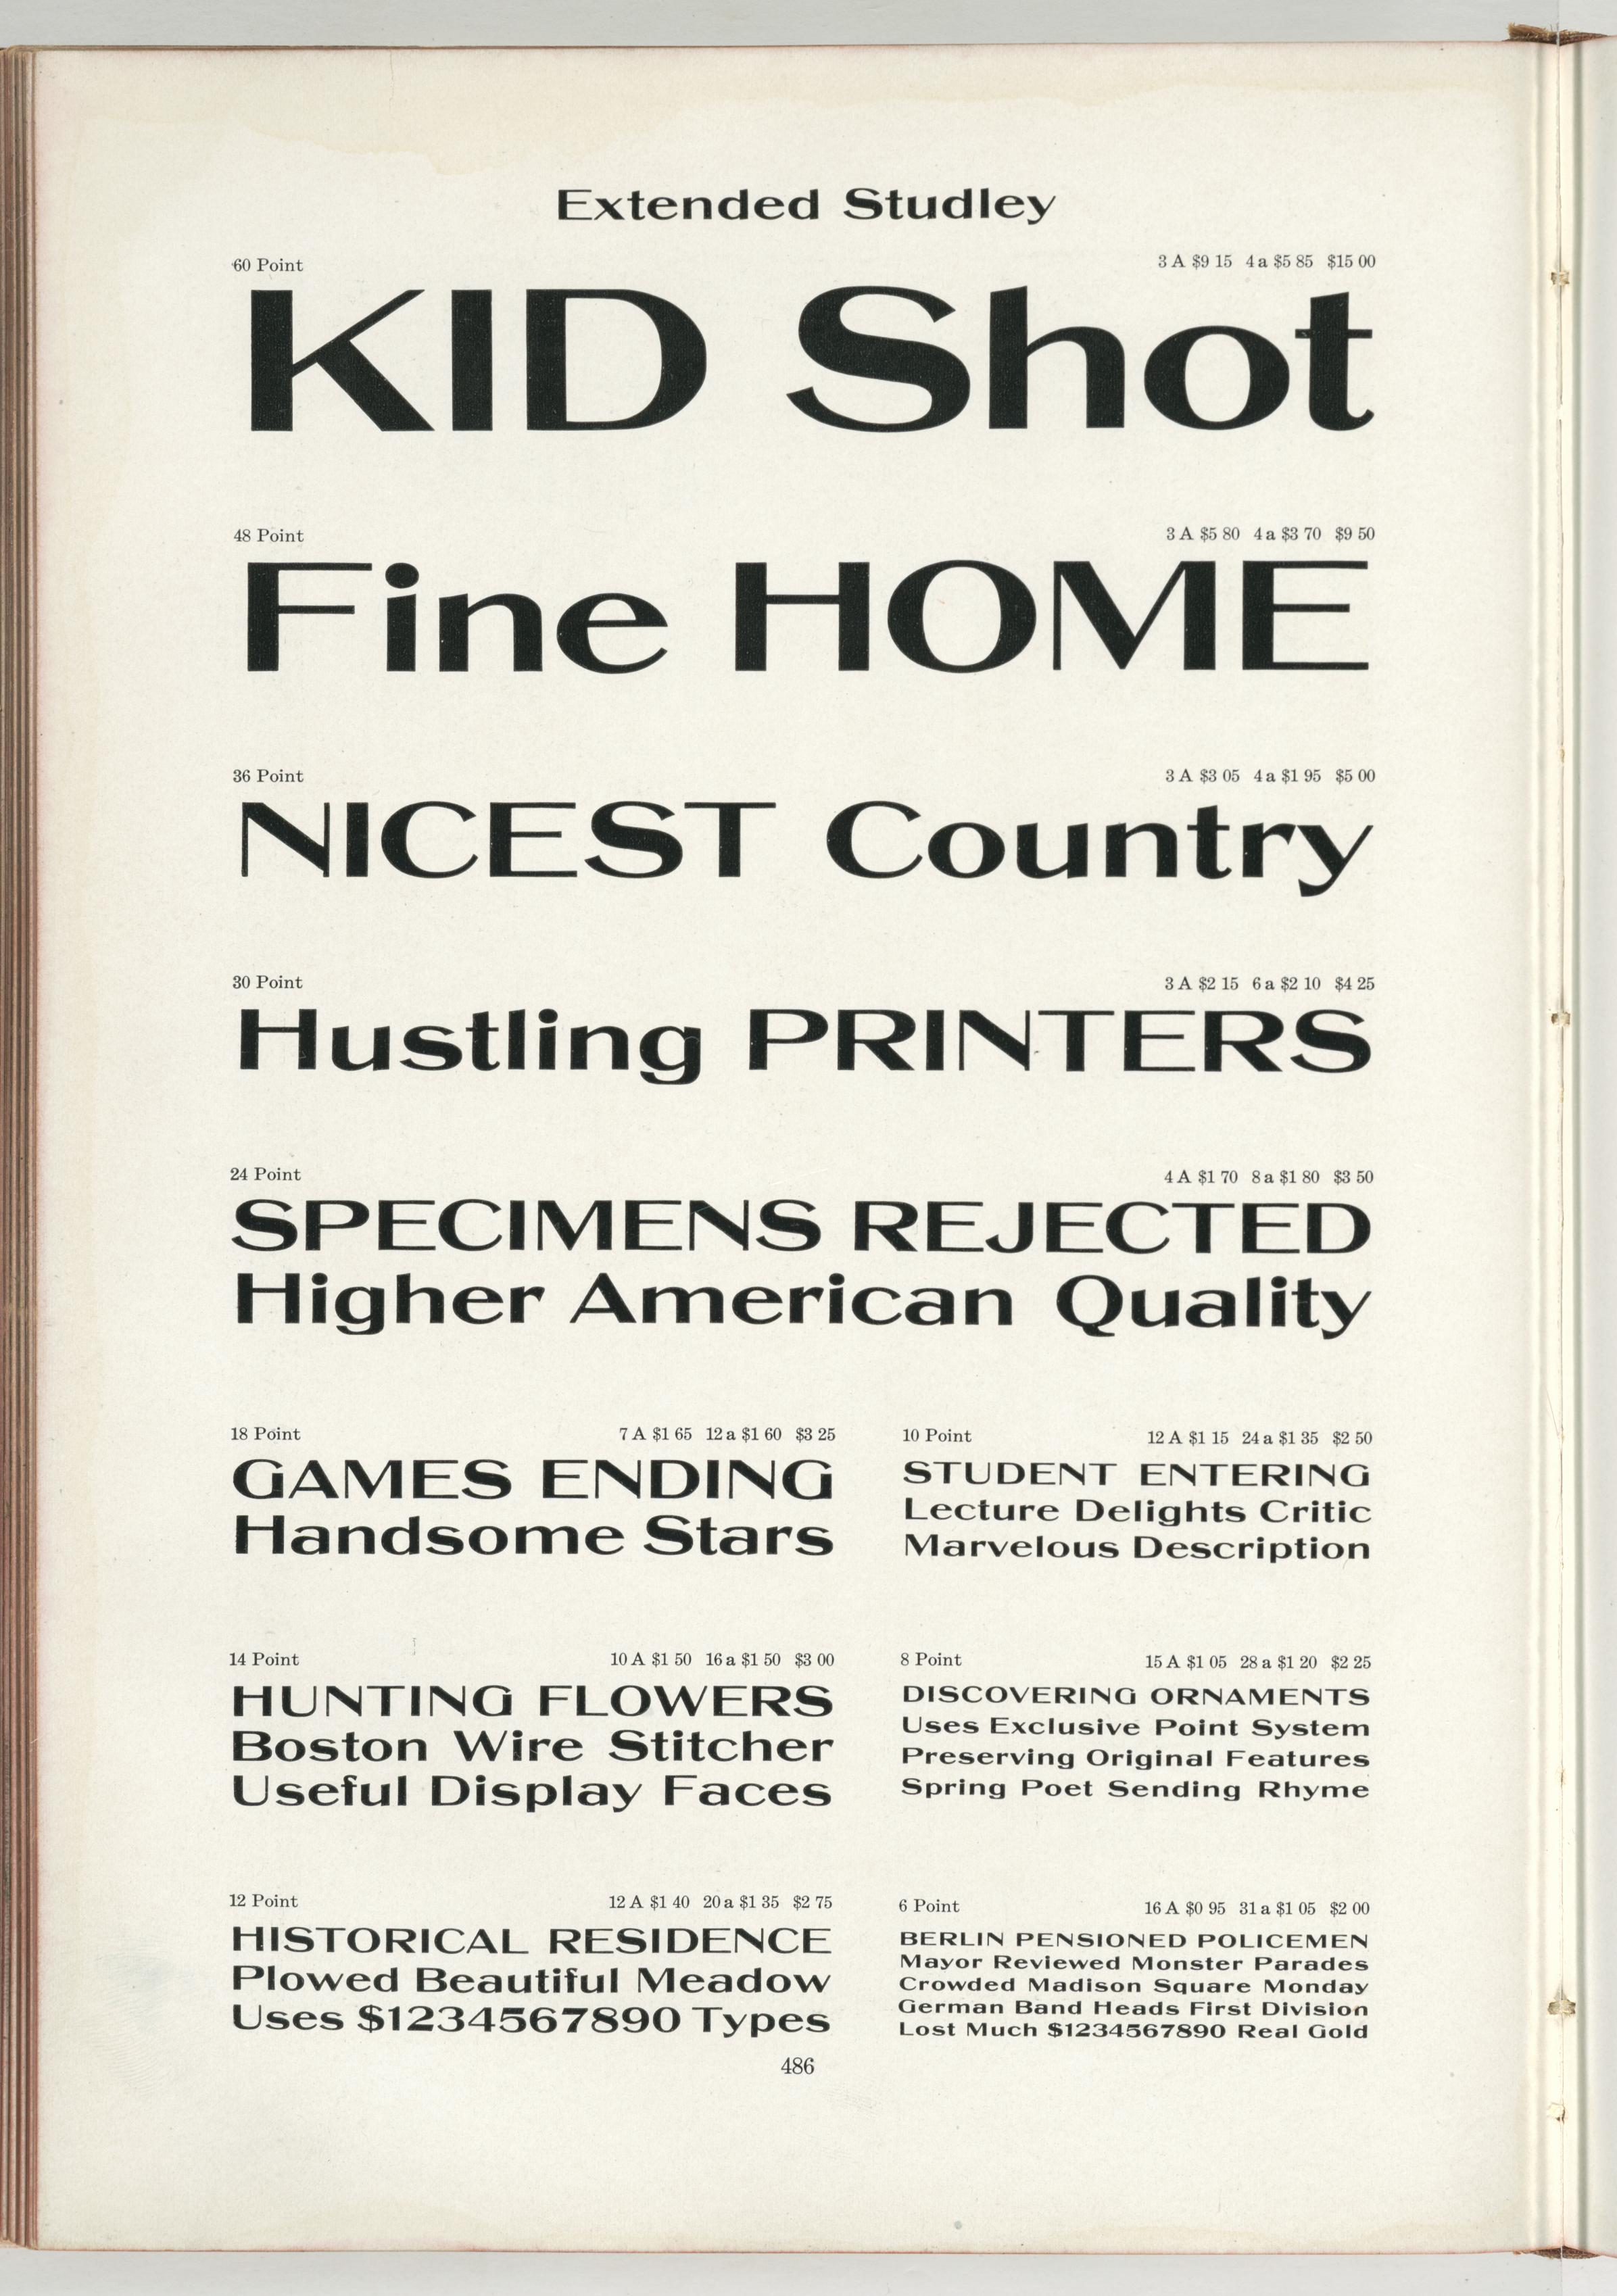 Extended Studley
60 Point 3 A $9 15 4 a $5 85 $15 00
KID Shot
48 Point 3 A $5 80 4 a $3 70 $9 50
Fine HOME
36 Point 3 A $3 05 4 a $1 95 $5 00
NICEST Country
30 Point 3 A $2 15 6 a $2 10 $4 25
Hustling PRINTERS
24 Point 4 A $1 70 8 a $1 80 $3 50
SPECIMENS REJECTED
Higher American Quality
18 Point 7 A $1 65 12 a $1 60 $3 25
GAMES ENDING
Handsome Stars
14 Point 10 A $1 50 16 a $1 50 $3 00
HUNTING FLOWERS
Boston Wire Stitcher
Useful Display Faces
12 Point 12 A $1 40 20 a $1 35 $2 75
HISTORICAL RESIDENCE
Plowed Beautiful Meadow
Uses $1234567890 Types
10 Point 12 A $1 15 24 a $1 35 $2 50
STUDENT ENTERING
Lecture Delights Critic
Marvelous Description
8 Point 15 A $1 05 28 a $1 20 $2 25
DISCOVERING ORNAMENTS
Uses Exclusive Point System
Preserving Original Features
Spring Poet Sending Rhyme
6 Point 16 A $0 95 31 a $1 05 $2 00
BERLIN PENSIONED POLICEMEN
Mayor Reviewed Monster Parades
Crowded Madison Square Monday
German Band Heads First Division
Lost Much $1234567890 Real Gold
486